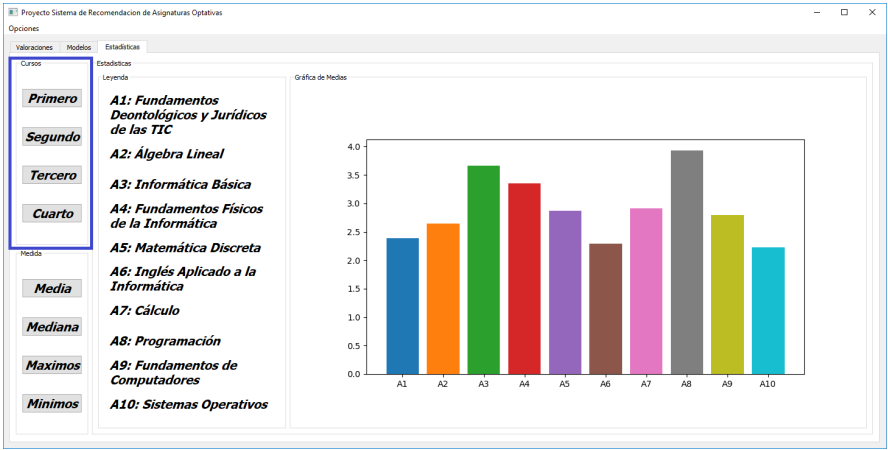 Proyecto Sistema de Recomendacion de Asignaturas Optativas
Opciones
Valoraciones Modelos Estadísticas
Cursos
Primero
Segundo
Tercero
Cuarto
Medida
Media
Mediana
Maximos
Minimos
Estadísticas
Leyenda
A1: Fundamentos
Deontológicos y Jurídicos
de las TIC
A2: Álgebra Lineal
A3: Informática Básica
A4: Fundamentos Físicos
de la Informática
A5: Matemática Discreta
A6: Inglés Aplicado a la
Informática
A7: Cálculo
A8: Programación
A9: Fundamentos de
Computadores
A10: Sistemas Operativos
Gráfica de Medias
4.0
3.5
3.0
2.5
2.0
1.5
1.0
0.5
0.0
A1 A2 A3 A4 A5 A6 A7 A8 A9 A10